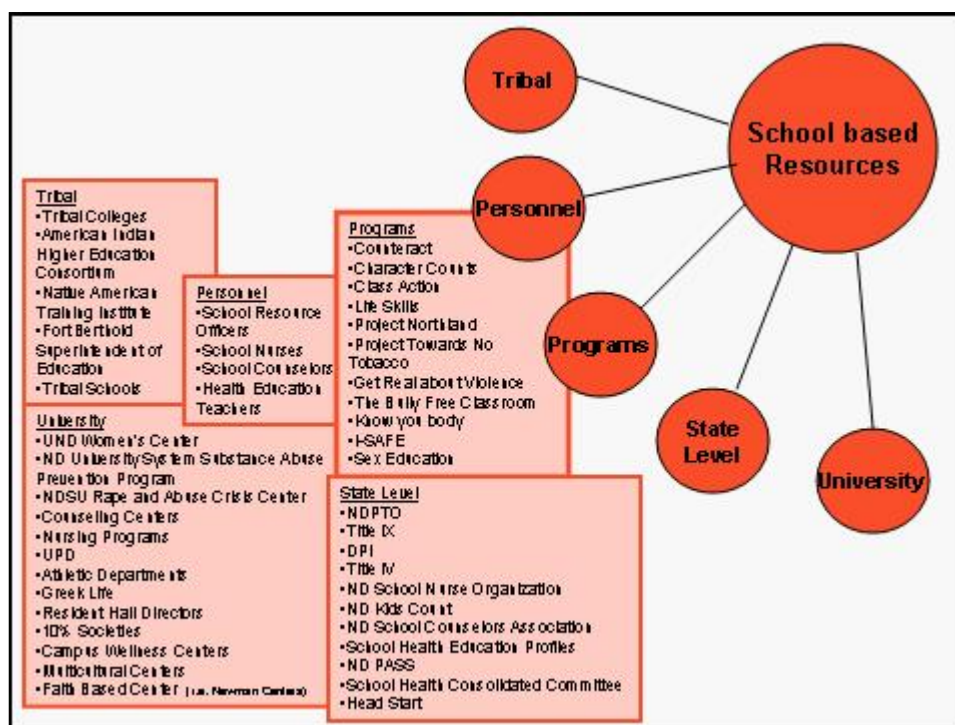 Tribal
School based
Resources
Personnel
Programs
State
Level
University
Tribal
•Tribal Colleges
•American Indian
Higher Education
Consortium
•Native American
Training Institute
•Fort Berthold
Superintendent of
Education
•Tribal Schools
Personnel
•School Resource
Officers
•School Nurses
•School Counselors
•Health Education
Teachers
Programs
•Counteract
•Character Counts
•Class Action
•Life Skills
•Project Northland
•Project Towards No
Tobacco
•Get Real about Violence
•The Bully Free Classroom
•Know you body
•I-SAFE
•Sex Education
University
•UND Women's Center
•ND University System Substance Abuse
Prevention Program
•NDSU Rape and Abuse Crisis Center
•Counseling Centers
•Nursing Programs
•UPD
•Athletic Departments
•Greek Life
•Resident Hall Directors
•10% Societies
•Campus Wellness Centers
•Multicultural Centers
•Faith Based Center (i.e. Newman Centers)
State Level
•NDPTO
•Title IX
•DPI
•Title IV
•ND School Nurse Organization
•ND Kids Count
•ND School Counselors Association
•School Health Education Profiles
•ND PASS
•School Health Consolidated Committee
•Head Start